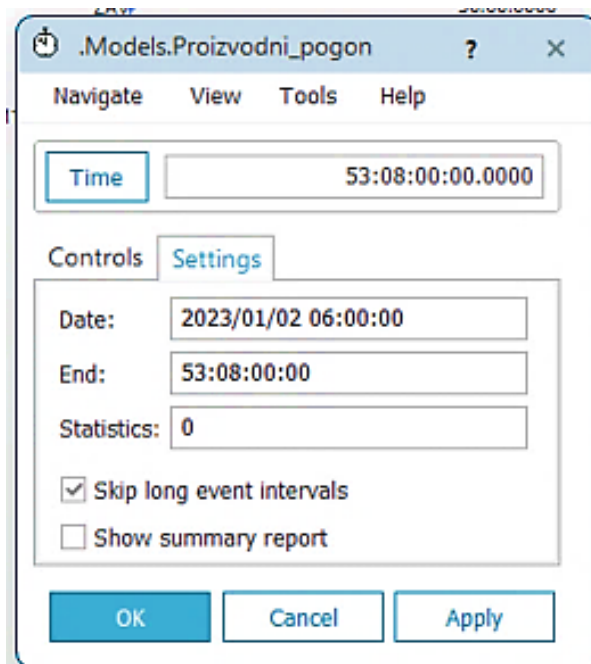 .Models.Proizvodni_pogon ?
Navigate View Tools Help
Time 53:08:00:00.0000
Controls Settings
Date: 2023/01/02 06:00:00
End: 53:08:00:00
Statistics: 0
Skip long event intervals
Show summary report
OK Cancel Apply